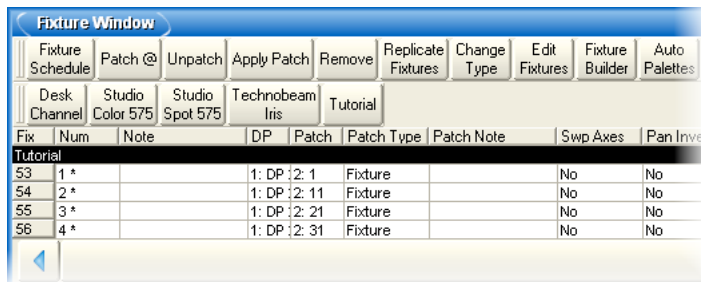 Fixture Window
Fixture Schedule Patch @ Unpatch Apply Patch Remove Replicate Fixtures Change Type Edit Fixtures Fixture Builder Auto Palettes
Desk Channel Studio Color 575 Studio Spot 575 Technobeam Iris Tutorial
Fix Num Note DP Patch Patch Type Patch Note Swp Axes Pan Inve
Tutorial
53 1 * 1: DP 2: 1 Fixture No No
54 2 * 1: DP 2: 11 Fixture No No
55 3 * 1: DP 2: 21 Fixture No No
56 4 * 1: DP 2: 31 Fixture No No